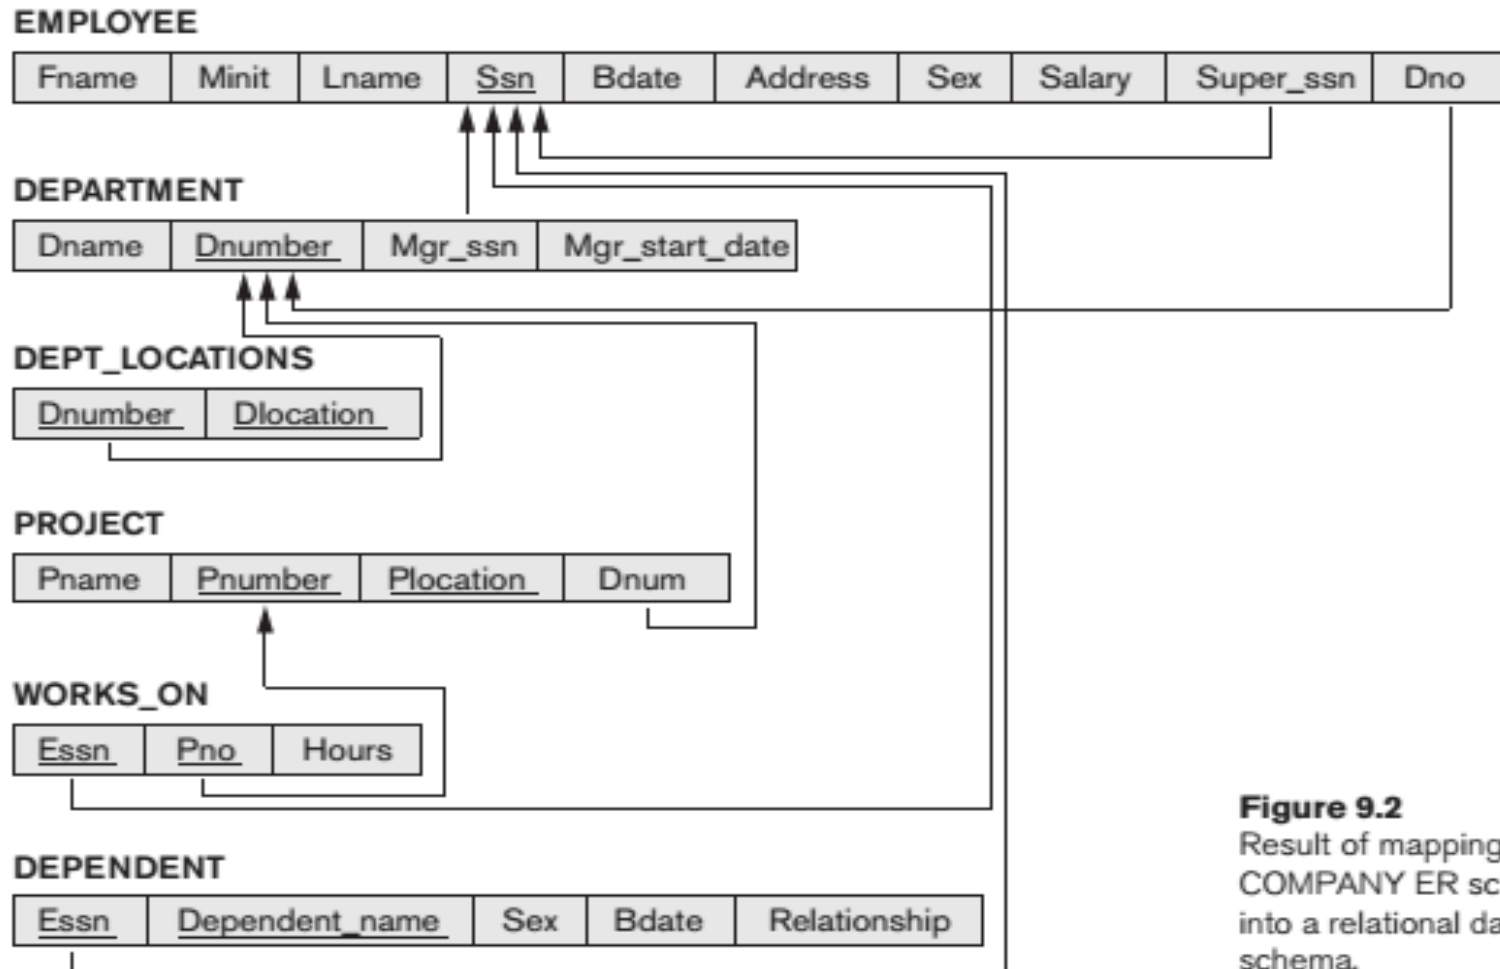 EMPLOYEE
Fname Minit Lname Ssn Bdate Address Sex Salary Super_ssn Dno
DEPARTMENT
Dname Dnumber Mgr_ssn Mgr_start_date
DEPT_LOCATIONS
Dnumber Dlocation
PROJECT
Pname Pnumber Plocation Dnum
WORKS_ON
Essn Pno Hours
DEPENDENT
Essn Dependent_name Sex Bdate Relationship
Figure 9.2
Result of mapping
COMPANY ER sc
into a relational da
schema.